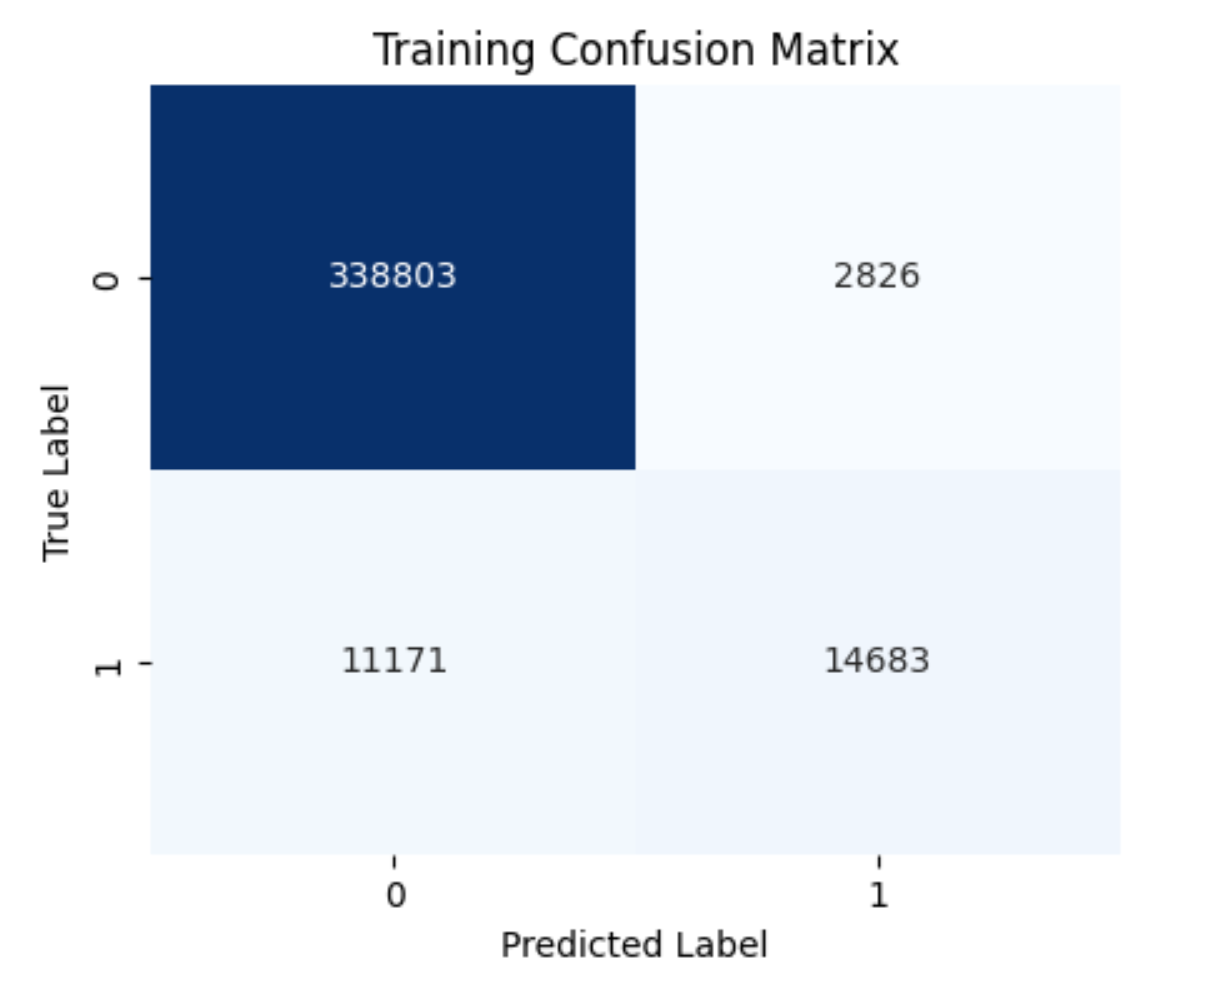 Training Confusion Matrix
0
338803
2826
True Label
1
11171
14683
0
1
Predicted Label